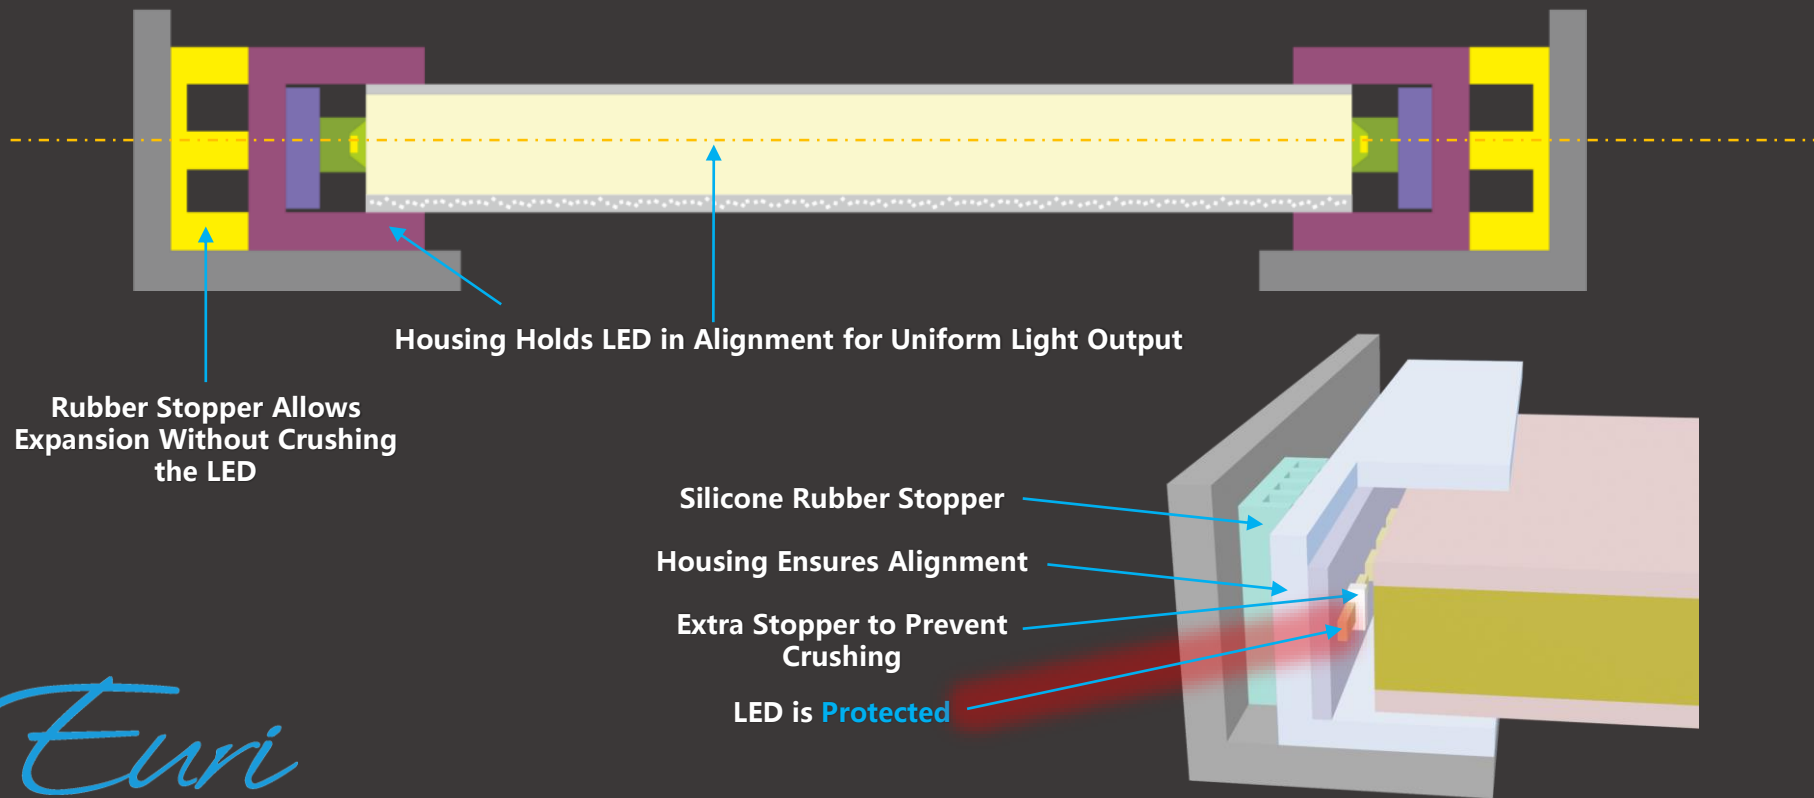 Housing Holds LED in Alignment for Uniform Light Output
Rubber Stopper Allows
Expansion Without Crushing
the LED
Silicone Rubber Stopper
Housing Ensures Alignment
Extra Stopper to Prevent
Crushing
LED is Protected
Euri